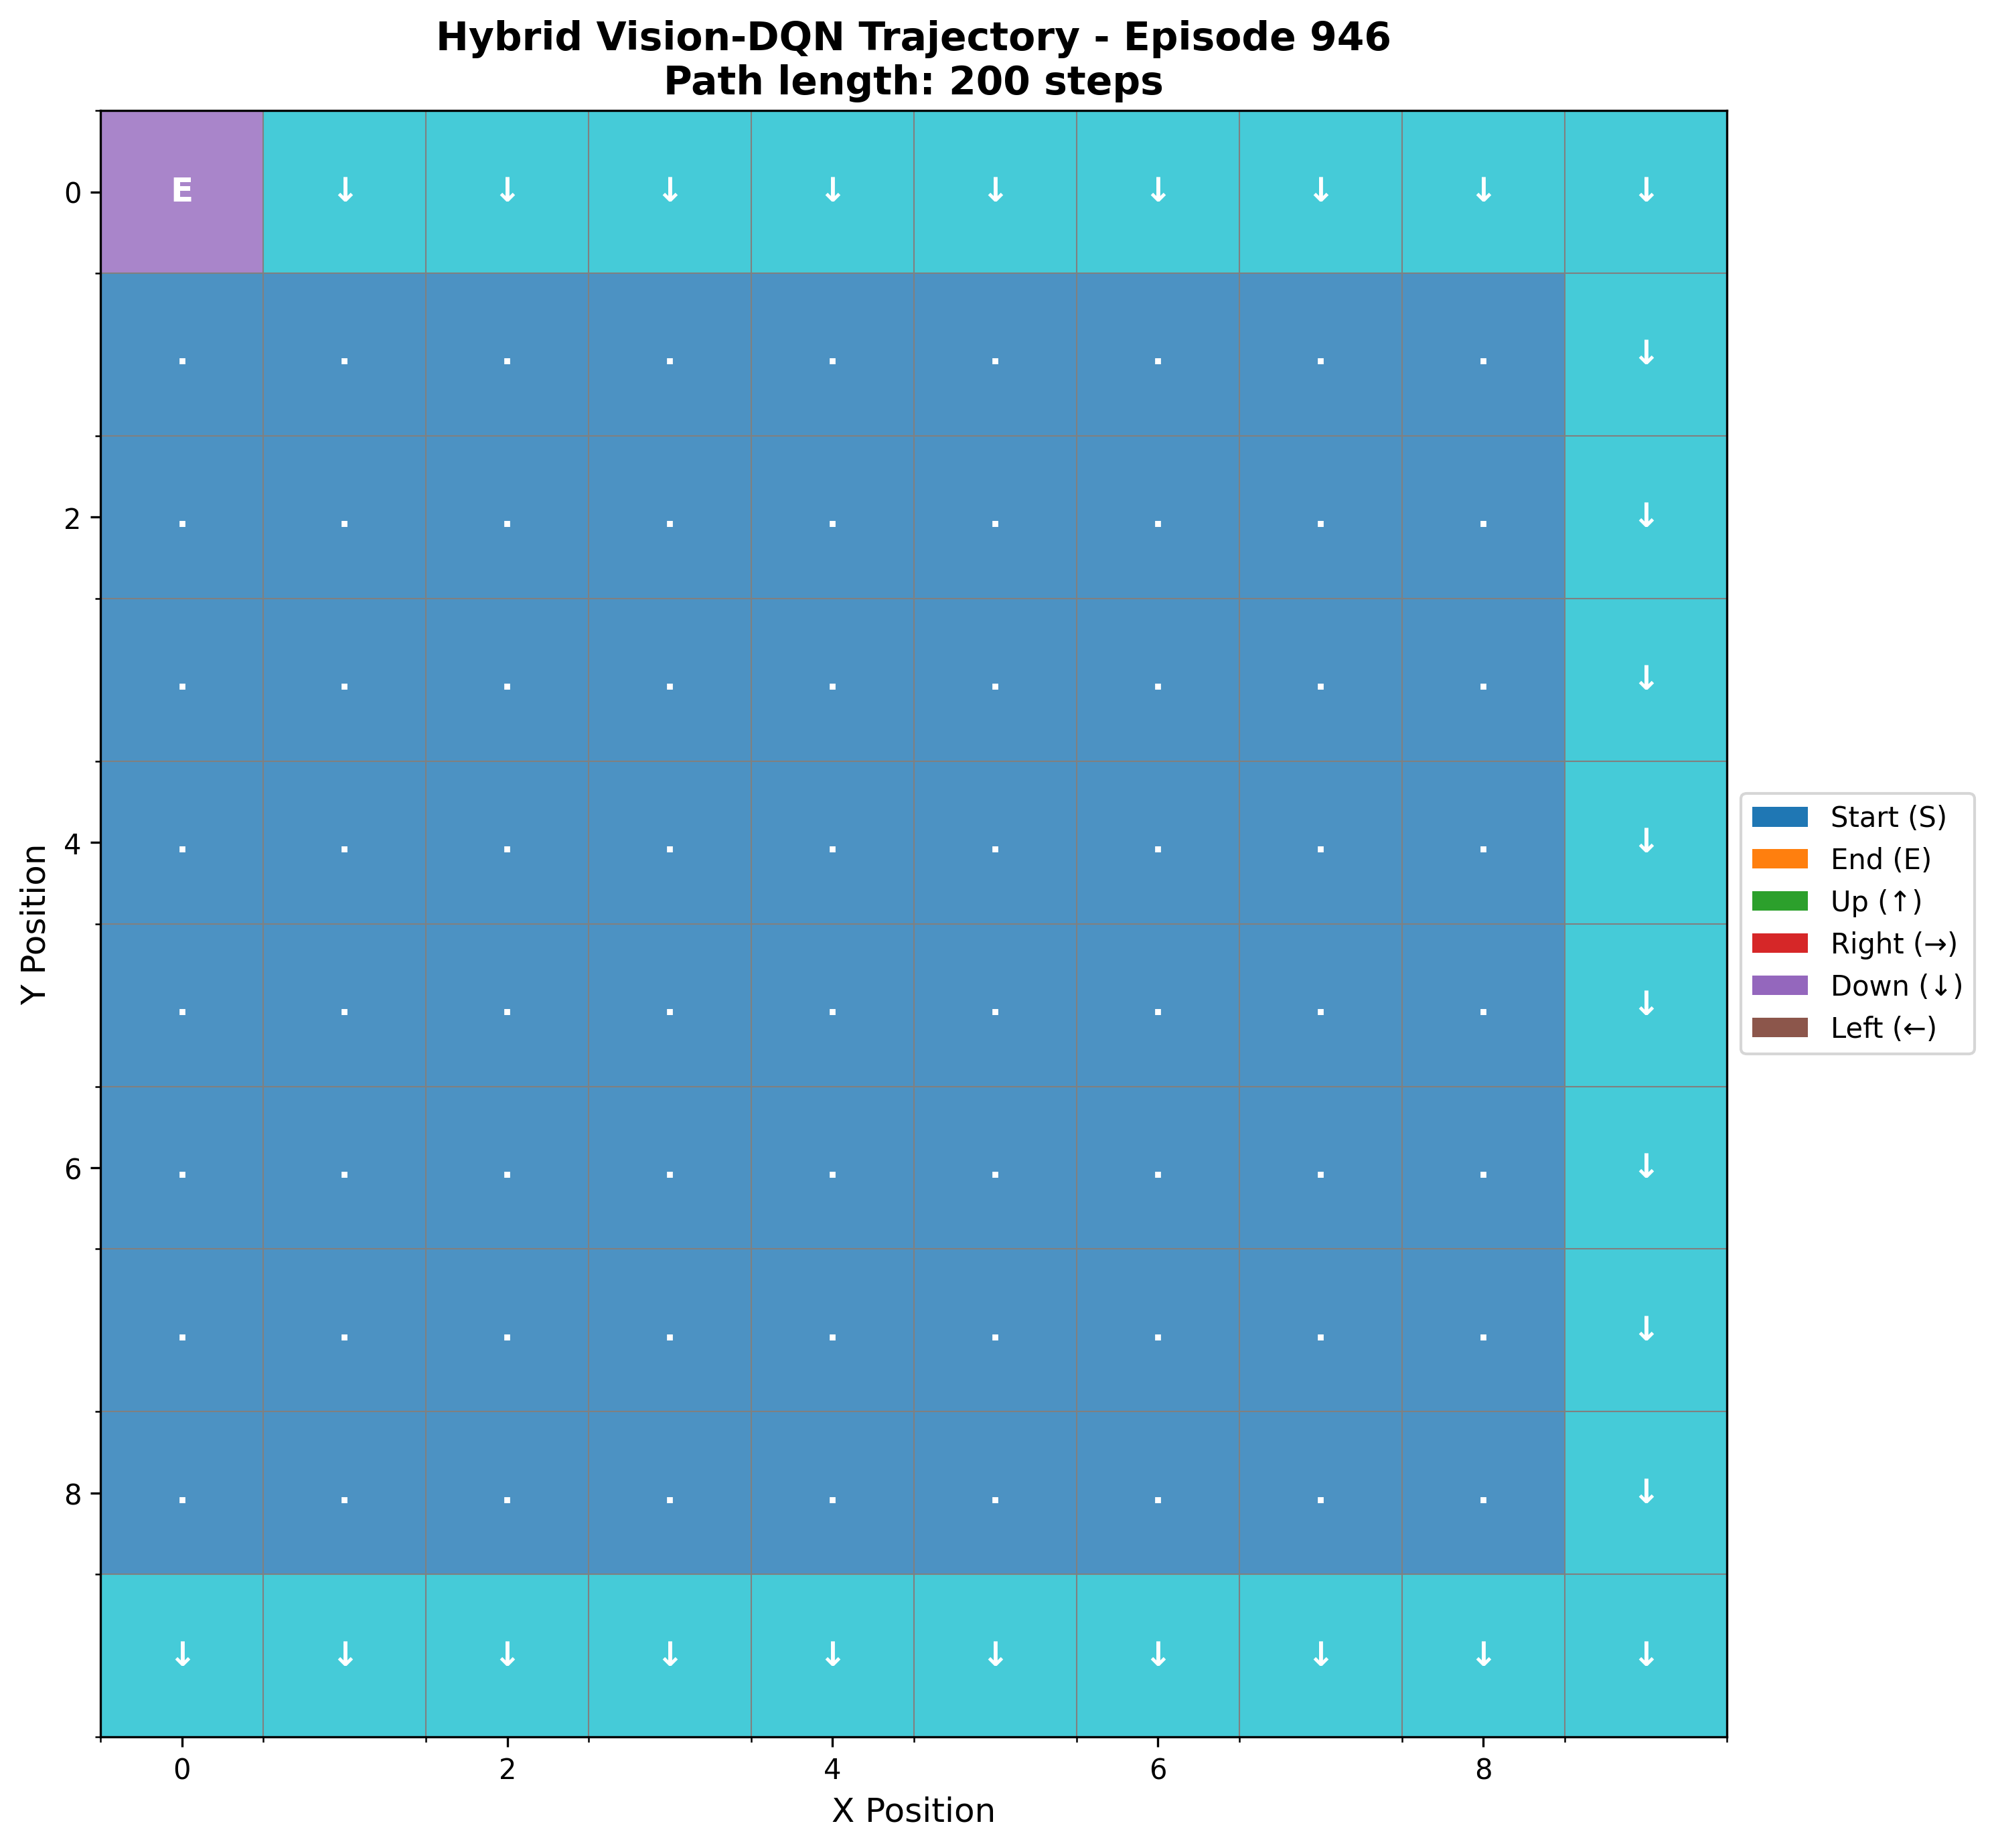 Hybrid Vision-DQN Trajectory - Episode 946
Path length: 200 steps
0 E ↓ ↓ ↓ ↓ ↓ ↓ ↓ ↓ ↓
. . . . . . . . . ↓
2 . . . . . . . . . ↓
. . . . . . . . . ↓
4 . . . . . . . . . ↓
. . . . . . . . . ↓
6 . . . . . . . . . ↓
. . . . . . . . . ↓
8 . . . . . . . . . ↓
↓ ↓ ↓ ↓ ↓ ↓ ↓ ↓ ↓ ↓
0 2 4 6 8
X Position
Y Position
Start (S)
End (E)
Up (↑)
Right (→)
Down (↓)
Left (←)